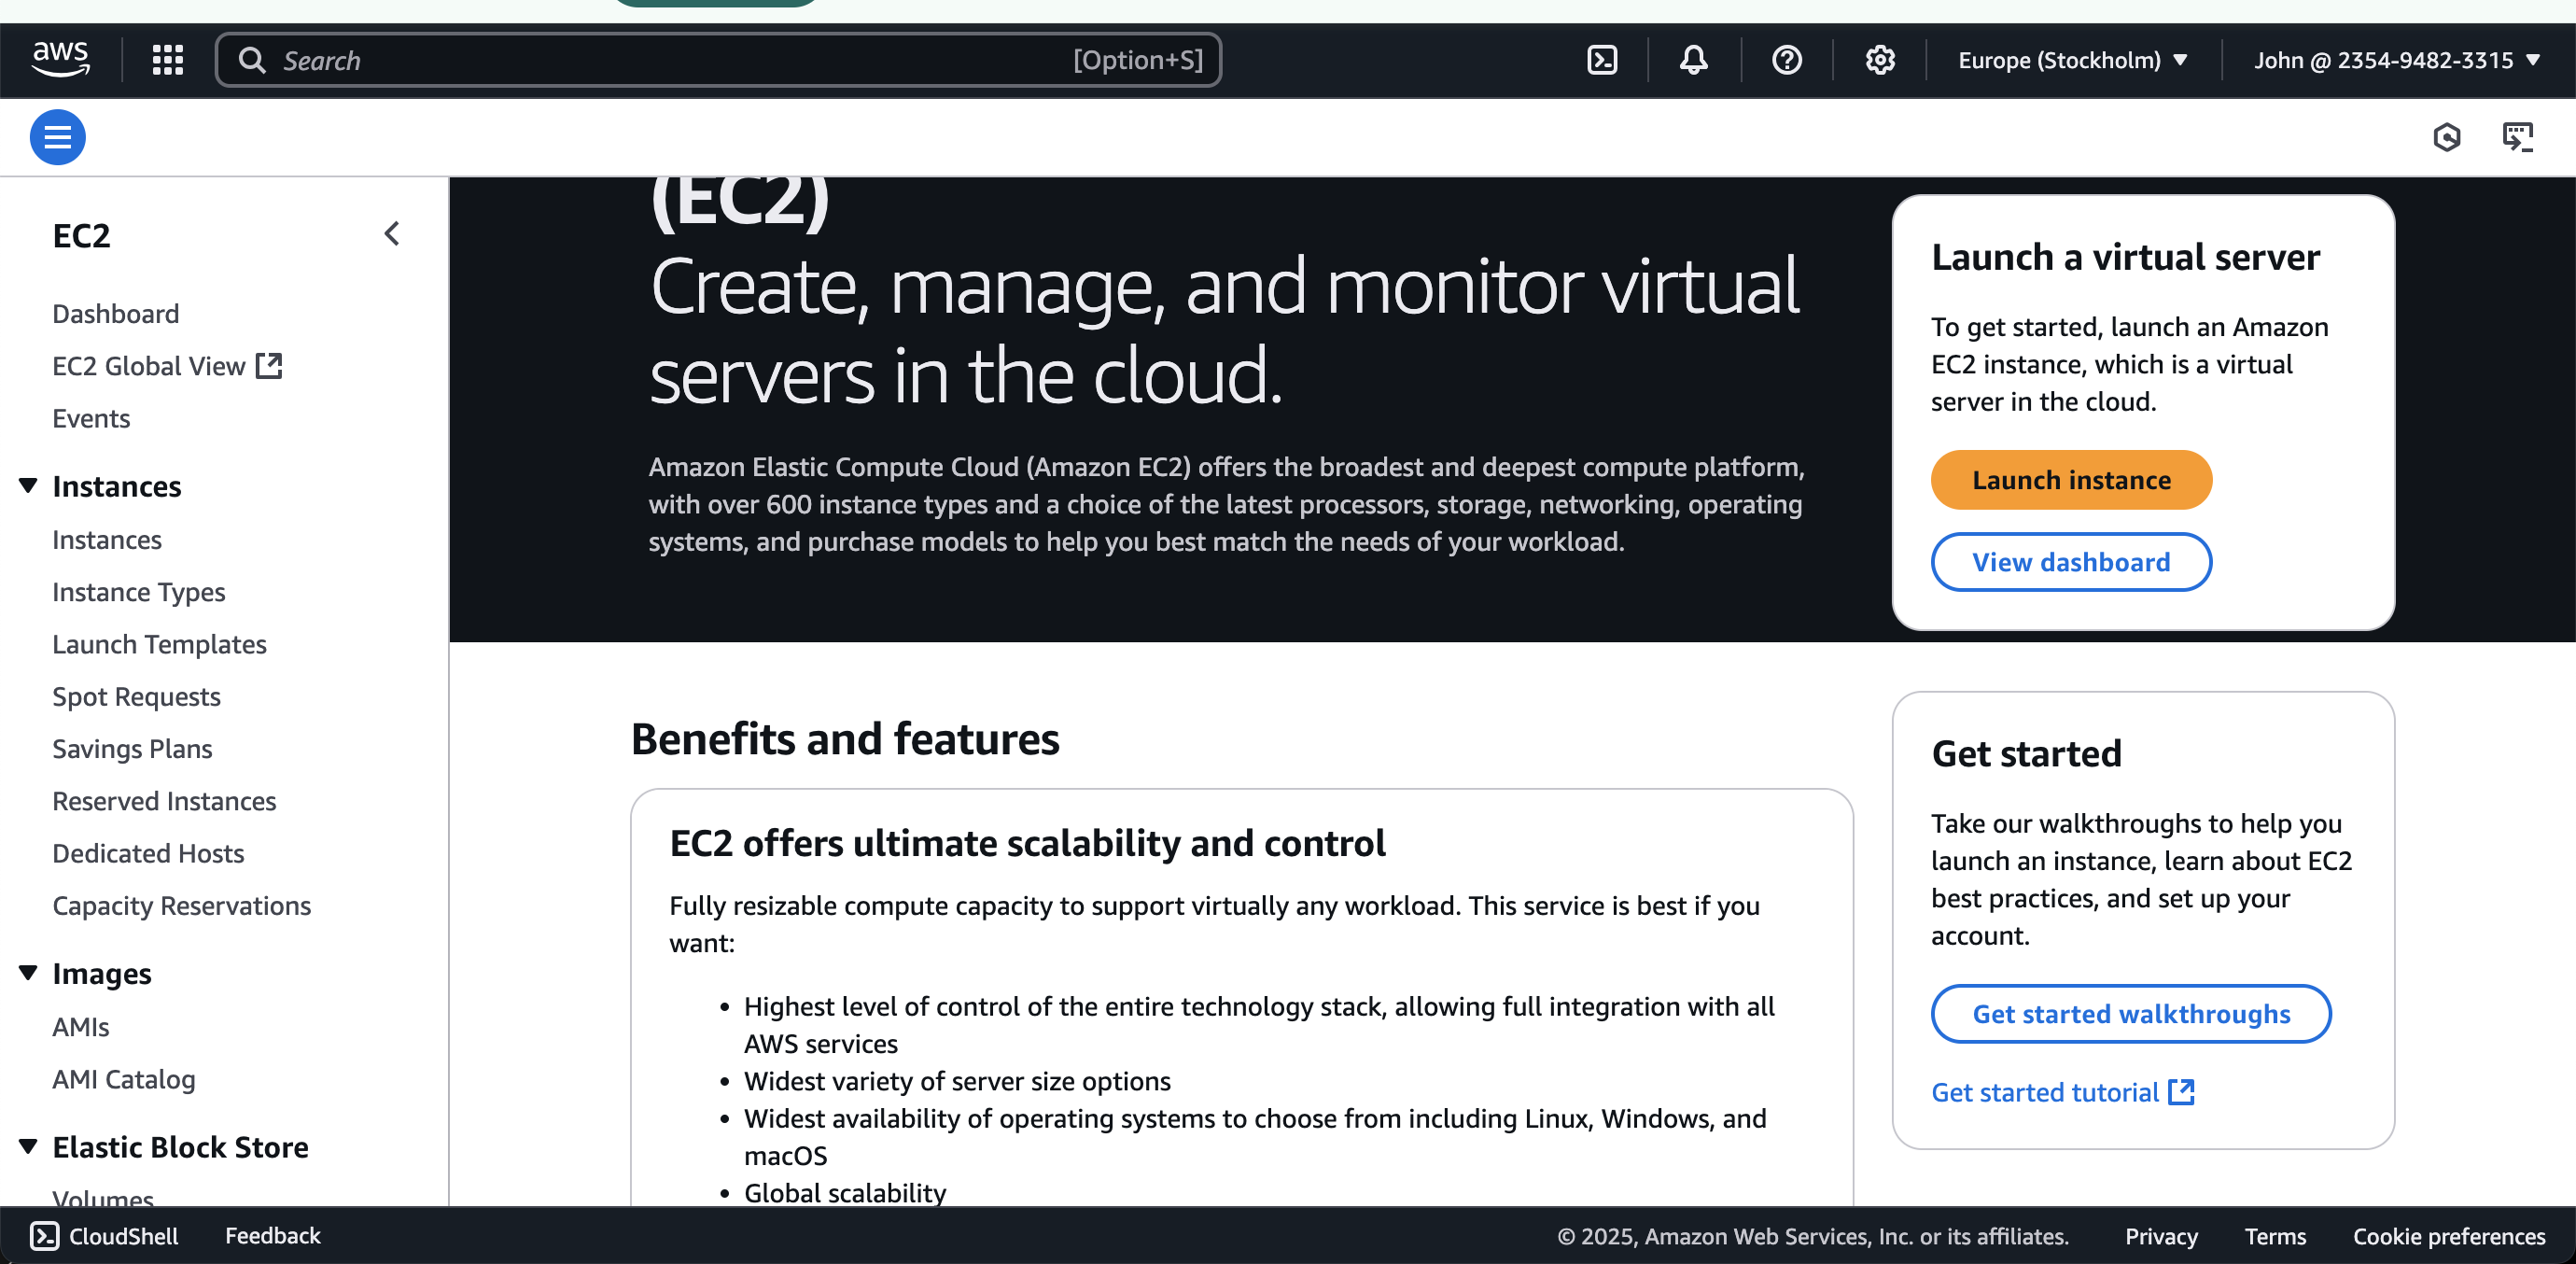 aws
Search
[Option+S]
Europe (Stockholm)
John @ 2354-9482-3315
EC2
Dashboard
EC2 Global View
Events
Instances
Instances
Instance Types
Launch Templates
Spot Requests
Savings Plans
Reserved Instances
Dedicated Hosts
Capacity Reservations
Images
AMIs
AMI Catalog
Elastic Block Store
Volumes
(EC2)
Create, manage, and monitor virtual
servers in the cloud.
Amazon Elastic Compute Cloud (Amazon EC2) offers the broadest and deepest compute platform,
with over 600 instance types and a choice of the latest processors, storage, networking, operating
systems, and purchase models to help you best match the needs of your workload.
Launch a virtual server
To get started, launch an Amazon
EC2 instance, which is a virtual
server in the cloud.
Launch instance
View dashboard
Benefits and features
EC2 offers ultimate scalability and control
Fully resizable compute capacity to support virtually any workload. This service is best if you
want:
• Highest level of control of the entire technology stack, allowing full integration with all
AWS services
• Widest variety of server size options
• Widest availability of operating systems to choose from including Linux, Windows, and
macOS
• Global scalability
Get started
Take our walkthroughs to help you
launch an instance, learn about EC2
best practices, and set up your
account.
Get started walkthroughs
Get started tutorial
CloudShell
Feedback
© 2025, Amazon Web Services, Inc. or its affiliates.
Privacy
Terms
Cookie preferences